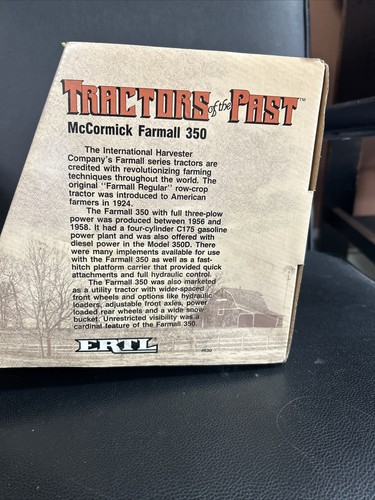 TRACTORS of the PAST™
McCormick Farmall 350
The International Harvester
Company's Farmall series tractors are
credited with revolutionizing farming
techniques throughout the world. The
original "Farmall Regular" row-crop
tractor was introduced to American
farmers in 1924.
The Farmall 350 with full three-plow
power was produced between 1956 and
1958. It had a four-cylinder C175 gasoline
power plant and was also offered with
diesel power in the Model 350D. There
were many implements available for use
with the Farmall 350 as well as a fast-
hitch platform carrier that provided quick
attachments and full hydraulic control.
The Farmall 350 was also marketed
as a utility tractor with wider-spaced
front wheels and options like hydraulic
loaders, adjustable front axles, power
loaded rear wheels and a wide snow
bucket. Unrestricted visibility was a
cardinal feature of the Farmall 350.
ERTL